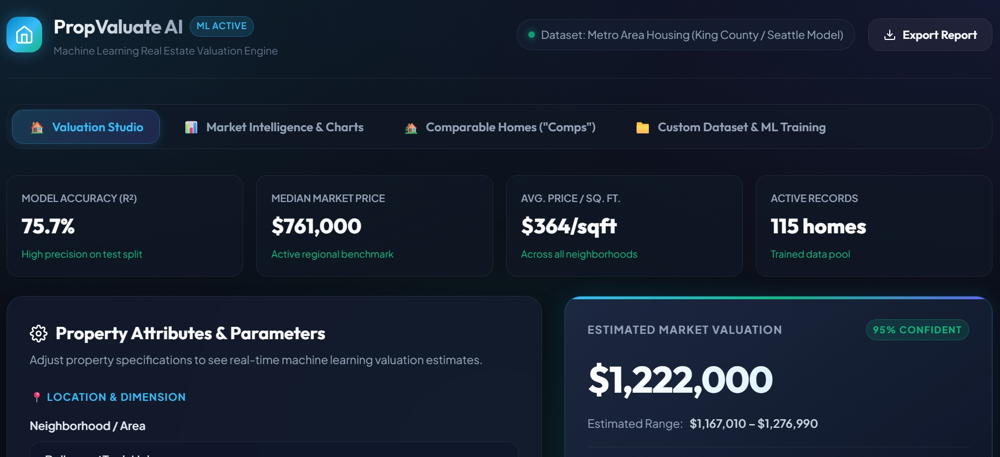 PropValuate AI
ML ACTIVE
Machine Learning Real Estate Valuation Engine
Dataset: Metro Area Housing (King County / Seattle Model)
Export Report
Valuation Studio
Market Intelligence & Charts
Comparable Homes ("Comps")
Custom Dataset & ML Training
MODEL ACCURACY (R²)
75.7%
High precision on test split
MEDIAN MARKET PRICE
$761,000
Active regional benchmark
AVG. PRICE / SQ. FT.
$364/sqft
Across all neighborhoods
ACTIVE RECORDS
115 homes
Trained data pool
Property Attributes & Parameters
Adjust property specifications to see real-time machine learning valuation estimates.
LOCATION & DIMENSION
Neighborhood / Area
ESTIMATED MARKET VALUATION
95% CONFIDENT
$1,222,000
Estimated Range: $1,167,010 – $1,276,990